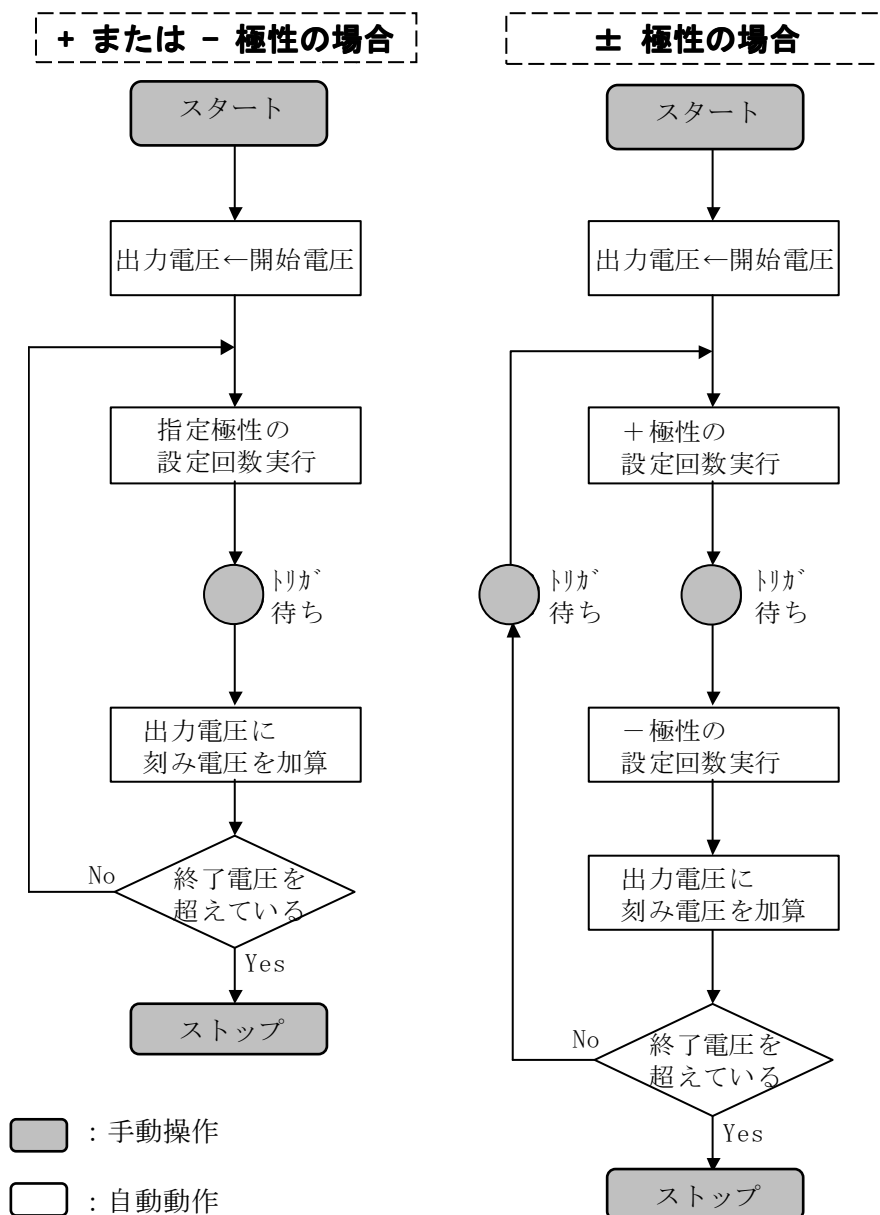 + または - 極性の場合
スタート
出力電圧←開始電圧
指定極性の
設定回数実行
ﾄﾘｶﾞ
待ち
出力電圧に
刻み電圧を加算
終了電圧を
超えている
No
Yes
ストップ
：手動操作
：自動動作
± 極性の場合
スタート
出力電圧←開始電圧
＋極性の
設定回数実行
ﾄﾘｶﾞ
待ち
ﾄﾘｶﾞ
待ち
－極性の
設定回数実行
出力電圧に
刻み電圧を加算
終了電圧を
超えている
No
Yes
ストップ